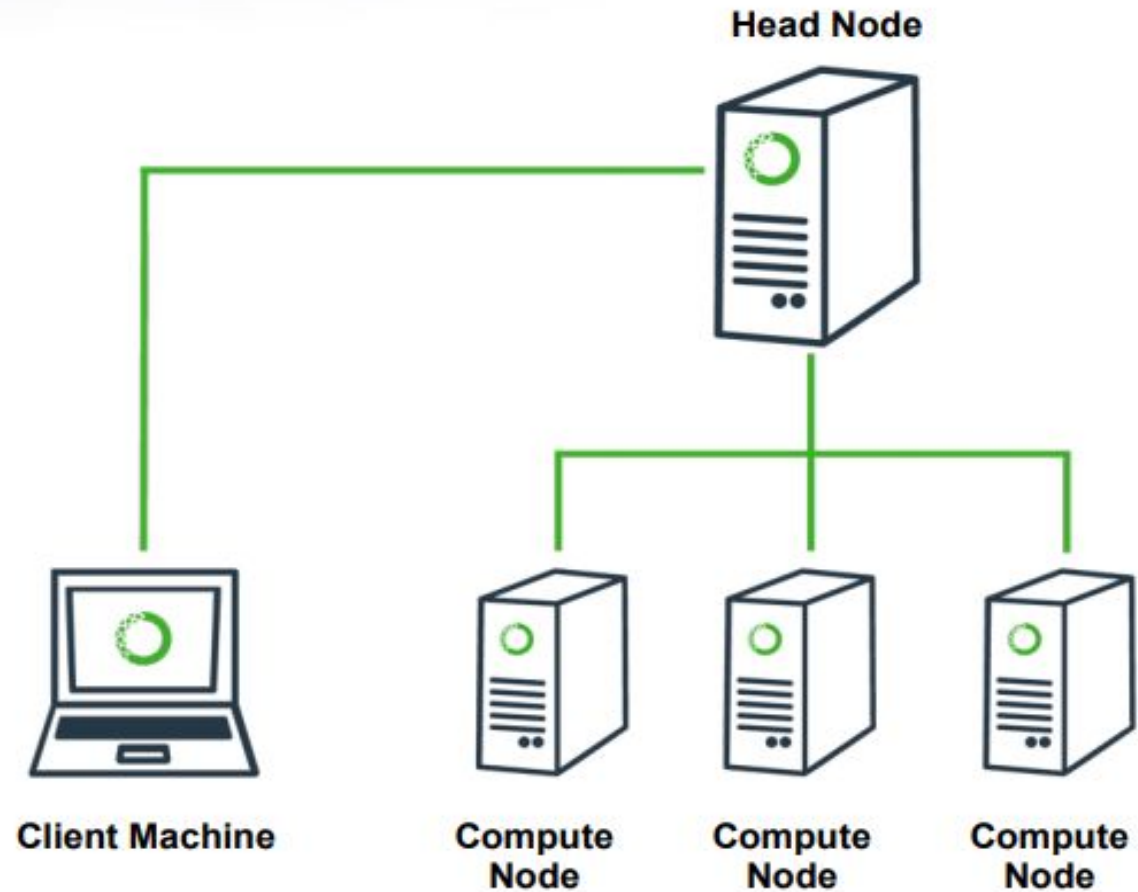 Head Node
Client Machine
Compute
Node
Compute
Node
Compute
Node